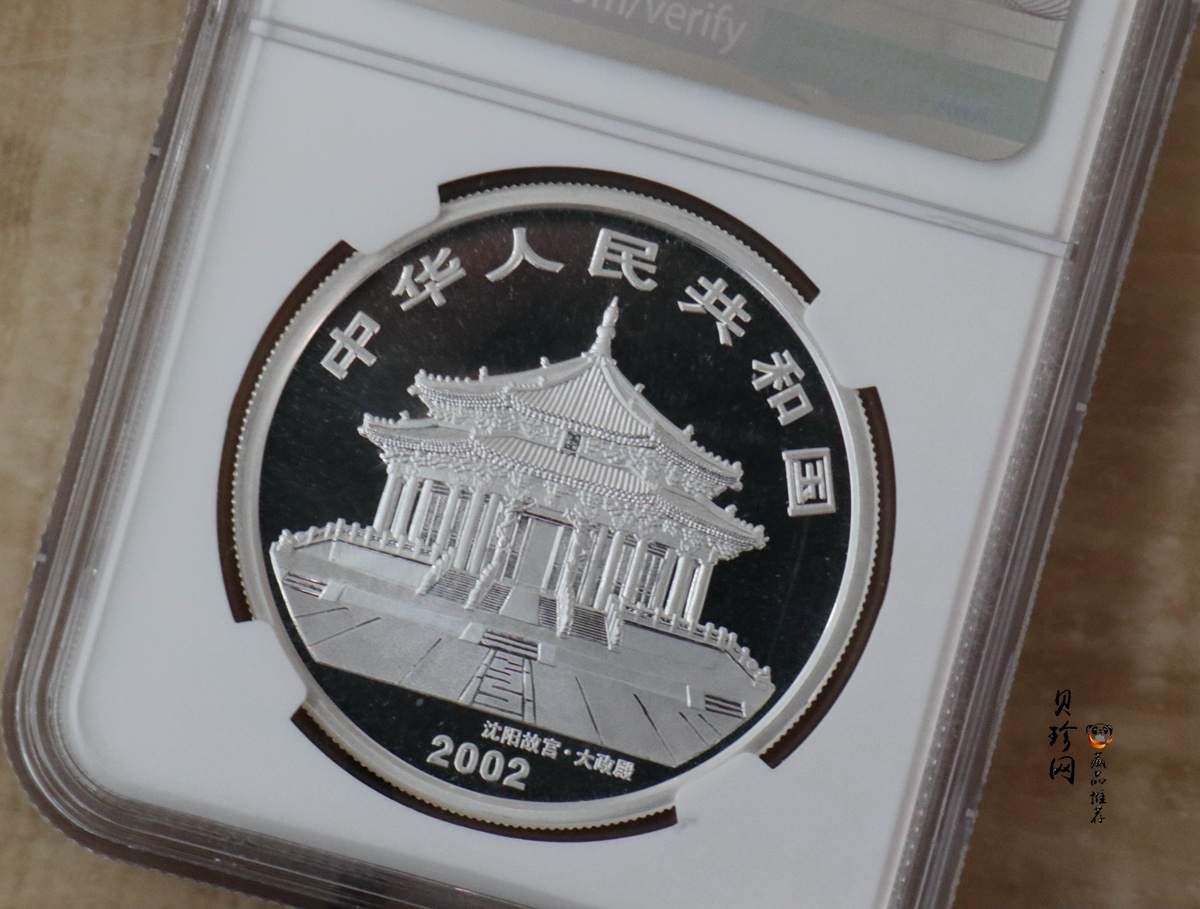 m/verify
中华人民共和国
沈阳故宫·大政殿
2002
贝珍网
藏品推荐